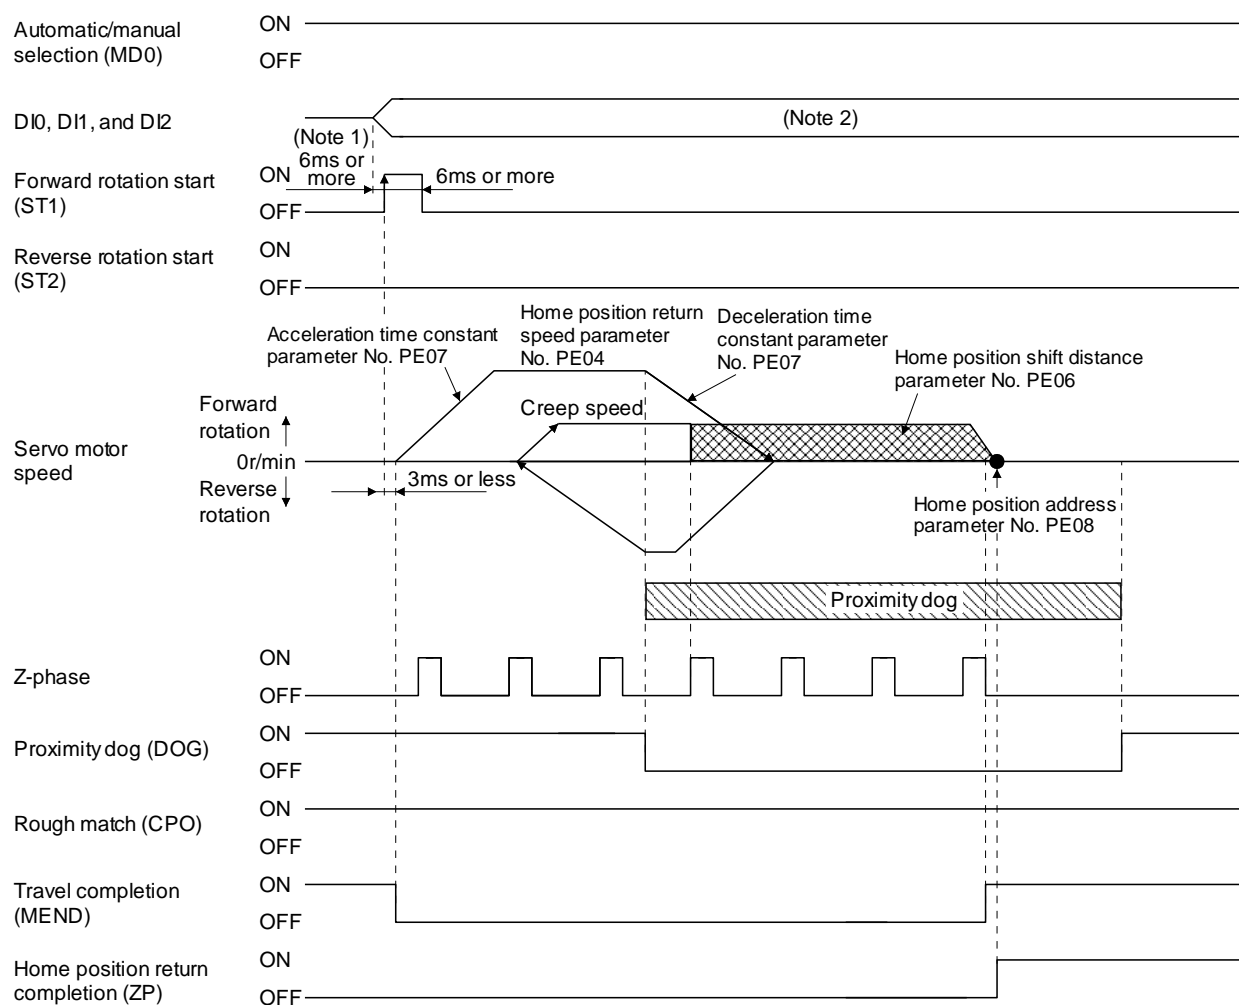 Automatic/manual
selection (MD0)
ON
OFF
DI0, DI1, and DI2
(Note 1)
(Note 2)
6ms or
more
6ms or more
Forward rotation start
(ST1)
ON
OFF
Reverse rotation start
(ST2)
ON
OFF
Acceleration time constant
parameter No. PE07
Home position return
speed parameter
No. PE04
Deceleration time
constant parameter
No. PE07
Home position shift distance
parameter No. PE06
Servo motor
speed
Forward
rotation
0r/min
Reverse
rotation
Creep speed
3ms or less
Home position address
parameter No. PE08
Proximity dog
Z-phase
ON
OFF
Proximity dog (DOG)
ON
OFF
Rough match (CPO)
ON
OFF
Travel completion
(MEND)
ON
OFF
Home position return
completion (ZP)
ON
OFF